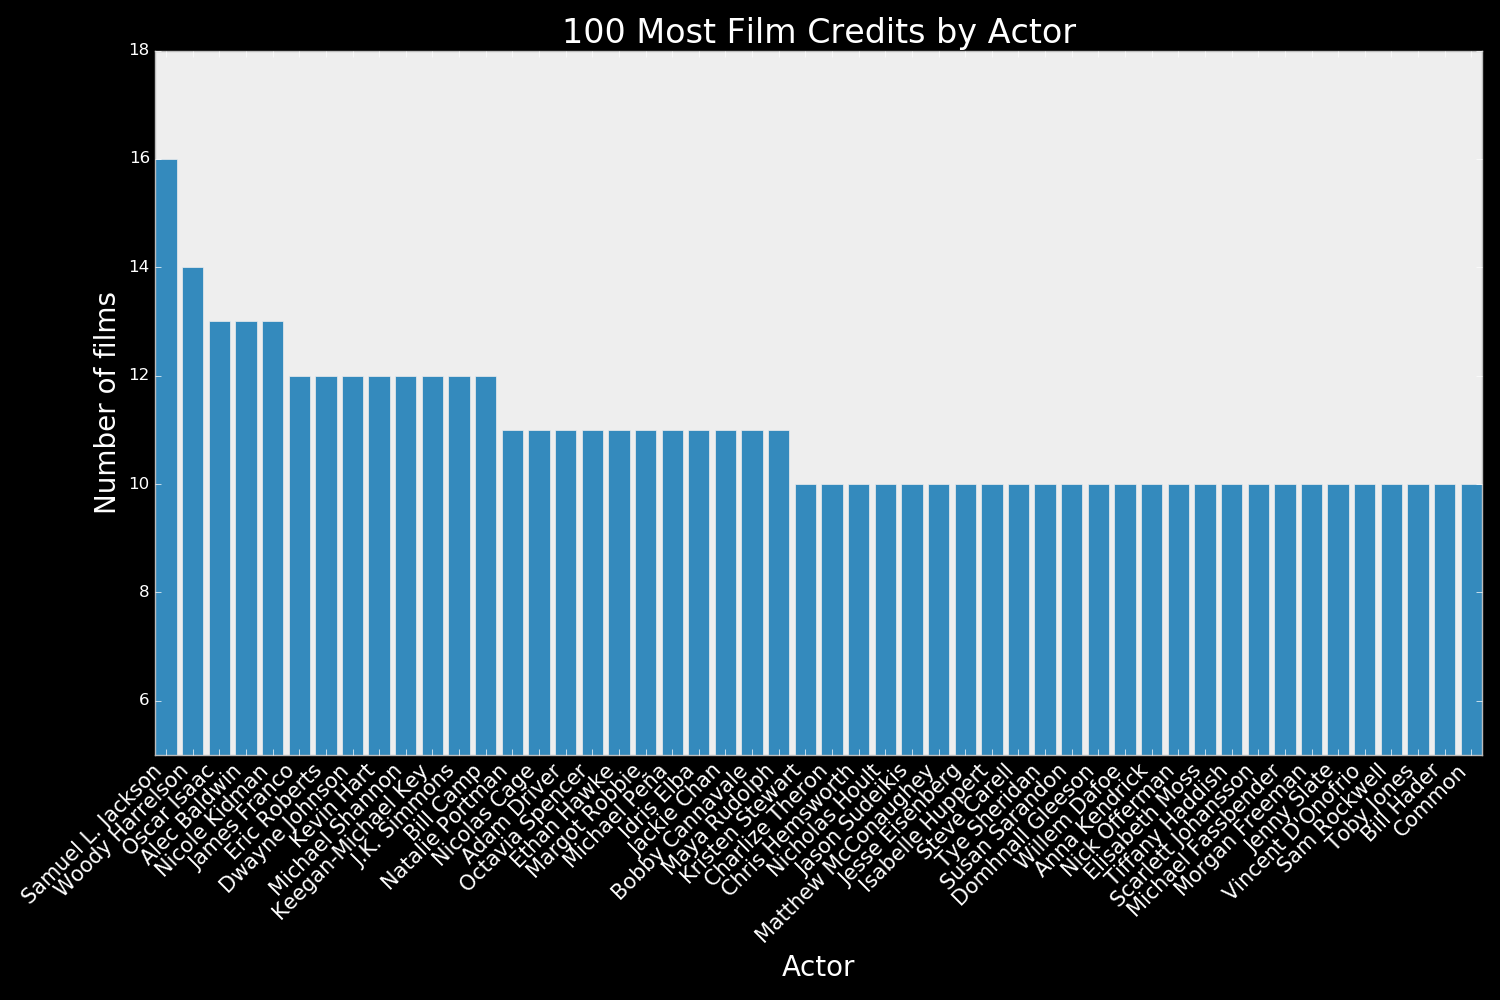 100 Most Film Credits by Actor
18
16
14
12
10
8
6
Number of films
Samuel L. Jackson
Woody Harrelson
Oscar Isaac
Alec Baldwin
Nicole Kidman
James Franco
Eric Roberts
Dwayne Johnson
Kevin Hart
Michael Shannon
Keegan-Michael Key
J.K. Simmons
Bill Camp
Natalie Portman
Nicolas Cage
Adam Driver
Octavia Spencer
Ethan Hawke
Margot Robbie
Michael Peña
Idris Elba
Jackie Chan
Bobby Cannavale
Maya Rudolph
Kristen Stewart
Charlize Theron
Chris Hemsworth
Nicholas Hoult
Jason Sudeikis
Matthew McConaughey
Jesse Eisenberg
Isabelle Huppert
Steve Carell
Tye Sheridan
Susan Sarandon
Domhnall Gleeson
Willem Dafoe
Anna Kendrick
Nick Offerman
Elisabeth Moss
Tiffany Haddish
Scarlett Johansson
Michael Fassbender
Morgan Freeman
Jenny Slate
Vincent D'Onofrio
Sam Rockwell
Toby Jones
Bill Hader
Common
Actor